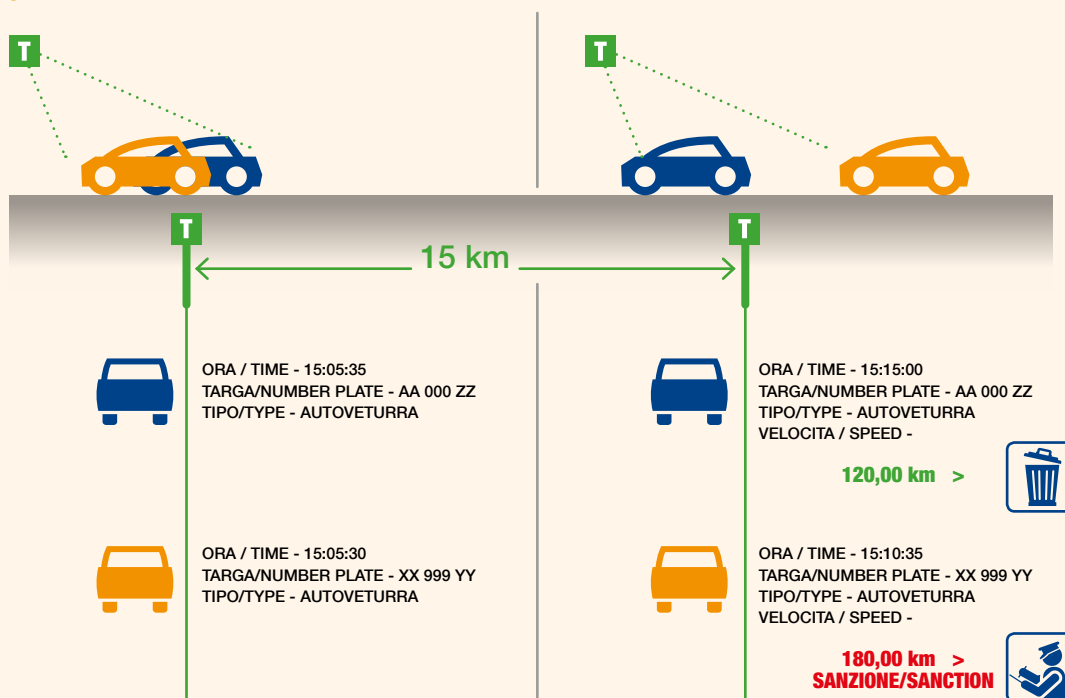 T
T
T
T
15 km
ORA / TIME - 15:05:35
TARGA/NUMBER PLATE - AA 000 ZZ
TIPO/TYPE - AUTOVETURRA
ORA / TIME - 15:15:00
TARGA/NUMBER PLATE - AA 000 ZZ
TIPO/TYPE - AUTOVETURRA
VELOCITA / SPEED -
120,00 km >
ORA / TIME - 15:05:30
TARGA/NUMBER PLATE - XX 999 YY
TIPO/TYPE - AUTOVETURRA
ORA / TIME - 15:10:35
TARGA/NUMBER PLATE - XX 999 YY
TIPO/TYPE - AUTOVETURRA
VELOCITA / SPEED -
180,00 km >
SANZIONE/SANCTION